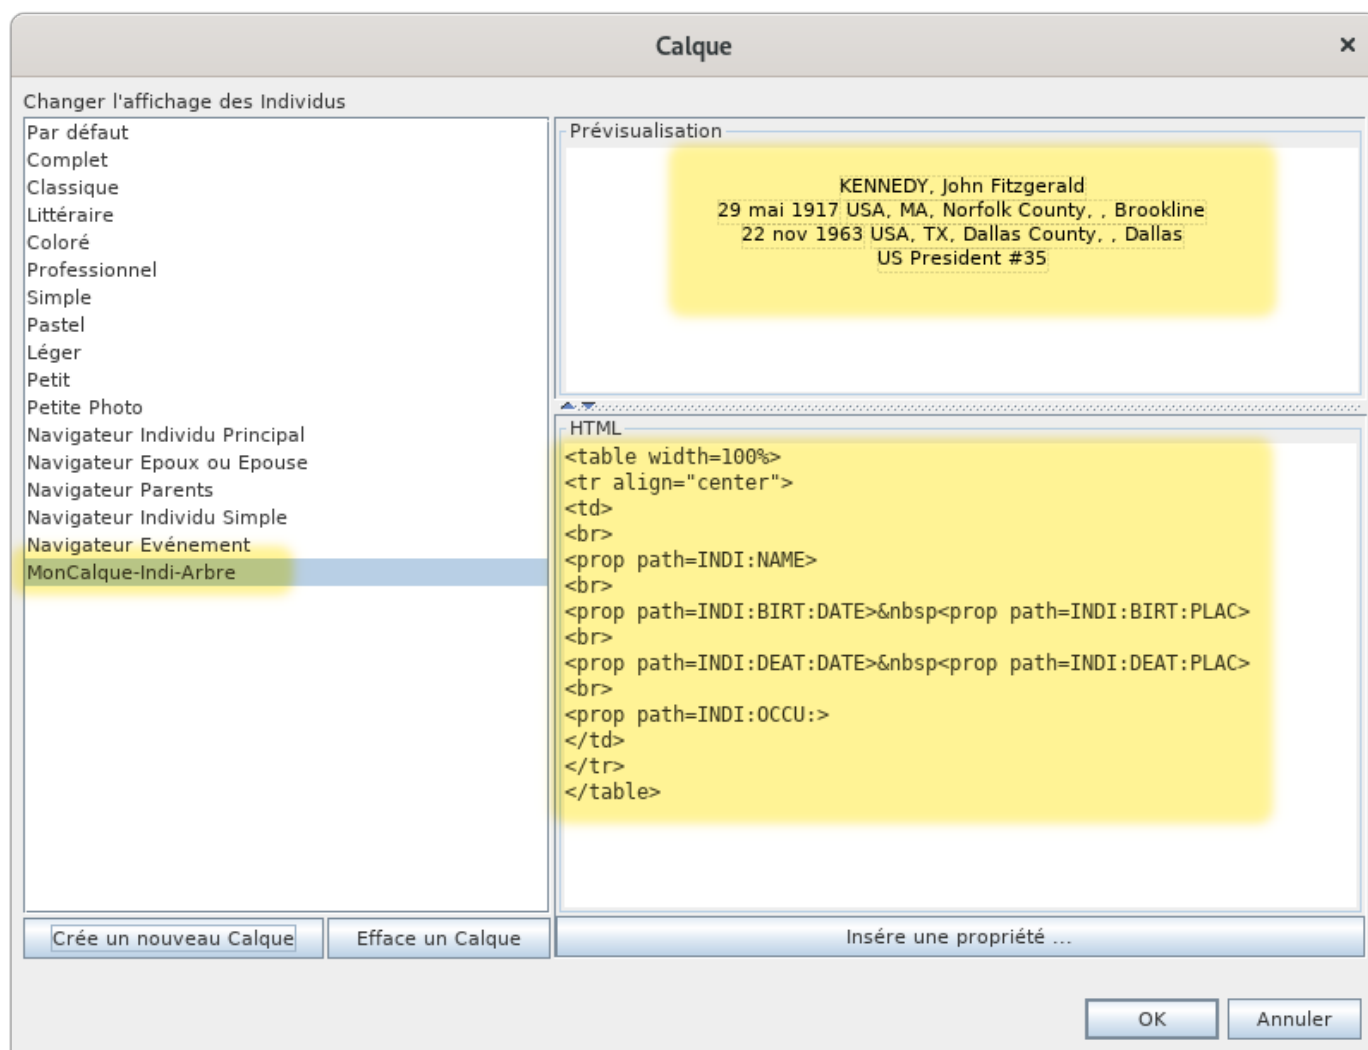 Calque
×
Changer l'affichage des Individus
Par défaut
Complet
Classique
Littéraire
Coloré
Professionnel
Simple
Pastel
Léger
Petit
Petite Photo
Navigateur Individu Principal
Navigateur Epoux ou Epouse
Navigateur Parents
Navigateur Individu Simple
Navigateur Evénement
MonCalque-Indi-Arbre
Crée un nouveau Calque
Efface un Calque
Prévisualisation
KENNEDY, John Fitzgerald
29 mai 1917 USA, MA, Norfolk County, , Brookline
22 nov 1963 USA, TX, Dallas County, , Dallas
US President #35
HTML
<table width=100%>
<tr align="center">
<td>
<br>
<prop path=INDI:NAME>
<br>
<prop path=INDI:BIRT:DATE>&nbsp<prop path=INDI:BIRT:PLAC>
<br>
<prop path=INDI:DEAT:DATE>&nbsp<prop path=INDI:DEAT:PLAC>
<br>
<prop path=INDI:OCCU:>
</td>
</tr>
</table>
Insére une propriété ...
OK
Annuler